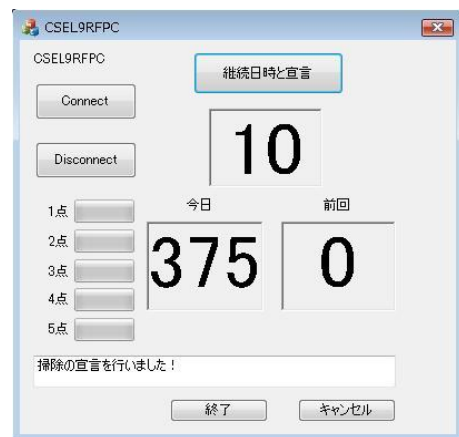 CSEL9RFPC
CSEL9RFPC
継続日時と宣言
Connect
10
Disconnect
今日
前回
1点
2点
3点
4点
5点
375
0
掃除の宣言を行いました!
終了
キャンセル